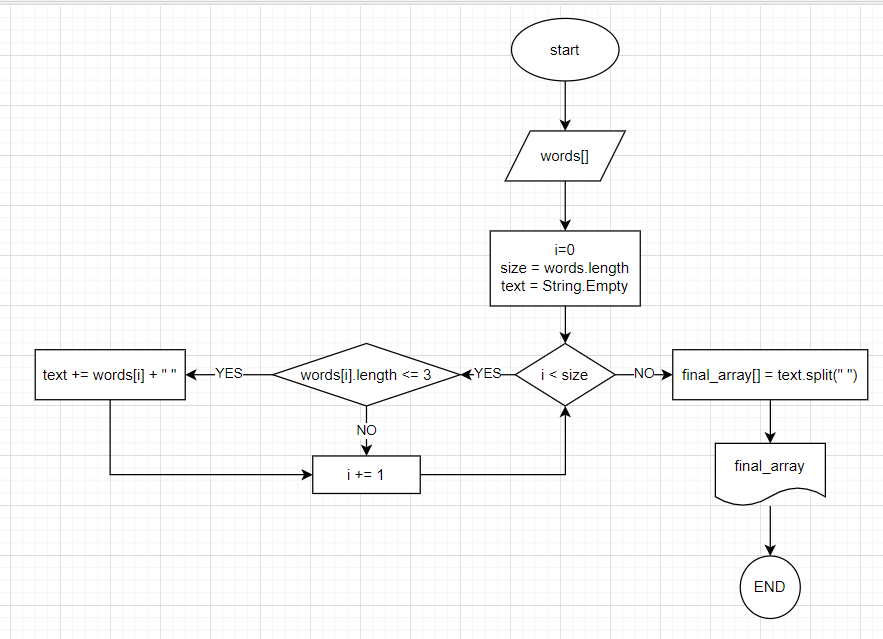 start
words[]
i=0
size = words.length
text = String.Empty
i < size
YES
words[i].length <= 3
YES
text += words[i] + " "
NO
i += 1
NO
final_array[] = text.split(" ")
final_array
END